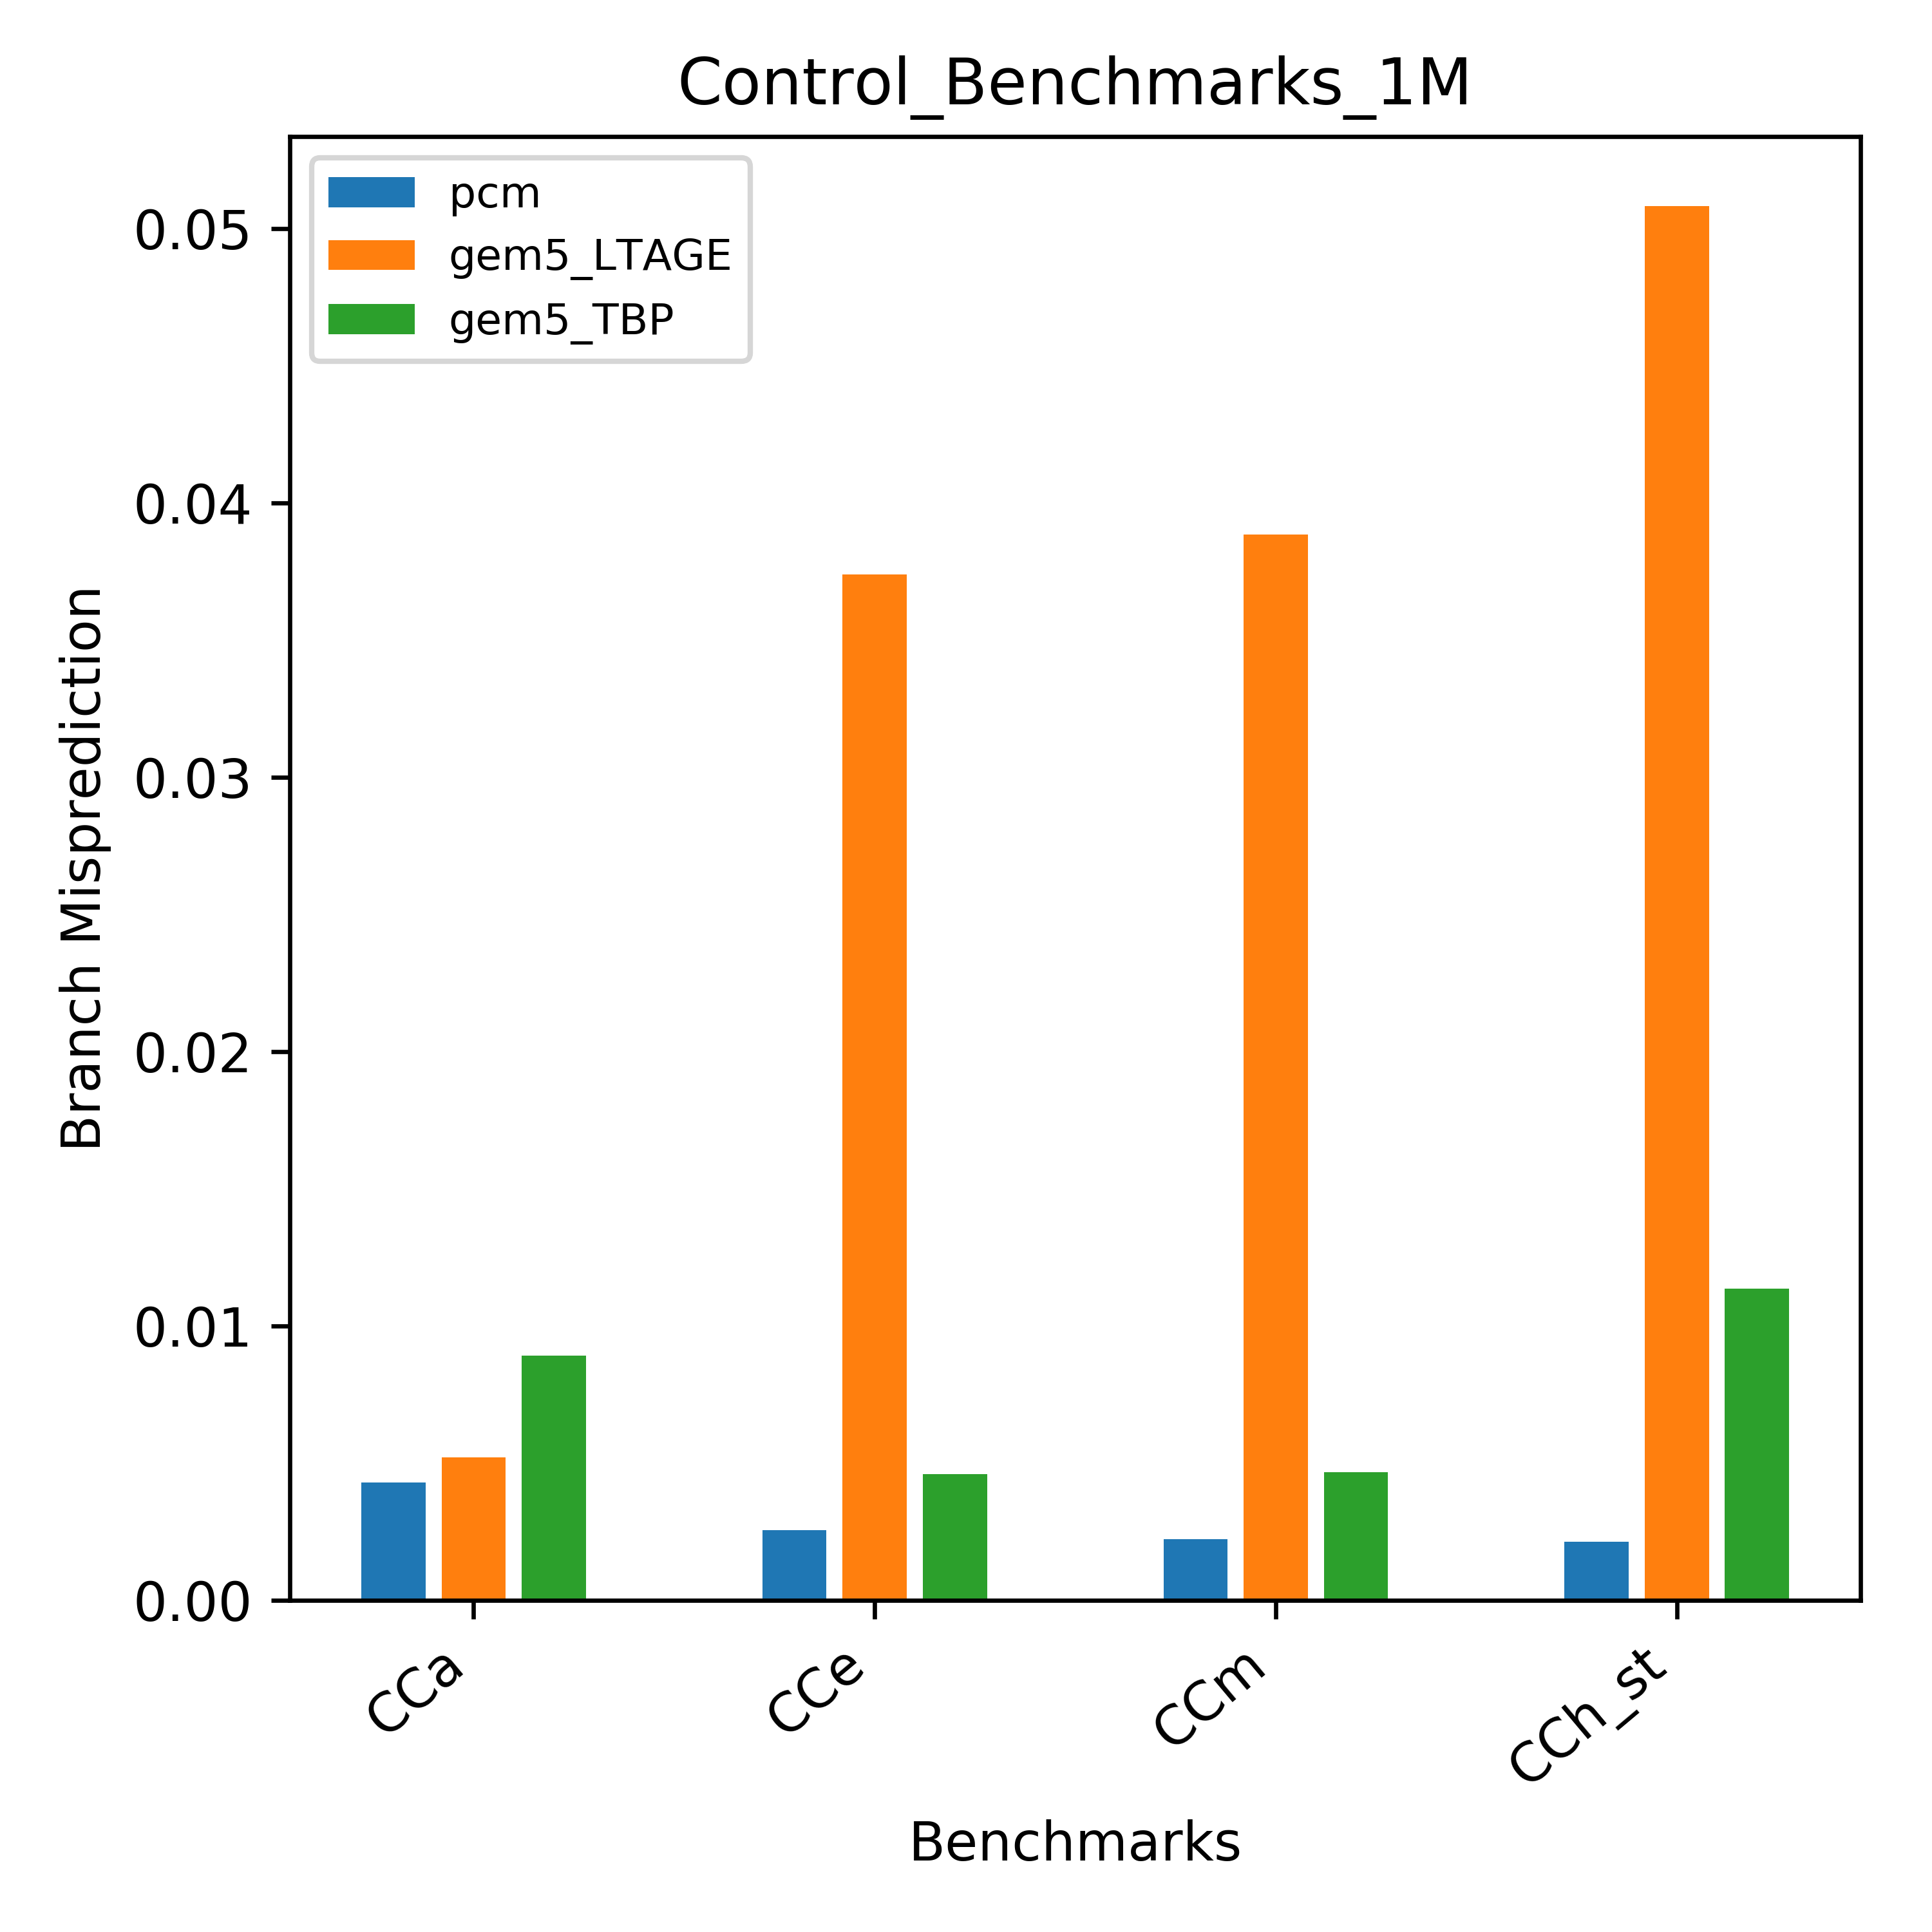 Control_Benchmarks_1M
pcm
gem5_LTAGE
gem5_TBP
Branch Misprediction
0.05
0.04
0.03
0.02
0.01
0.00
CCa
CCe
CCm
CCh_st
Benchmarks